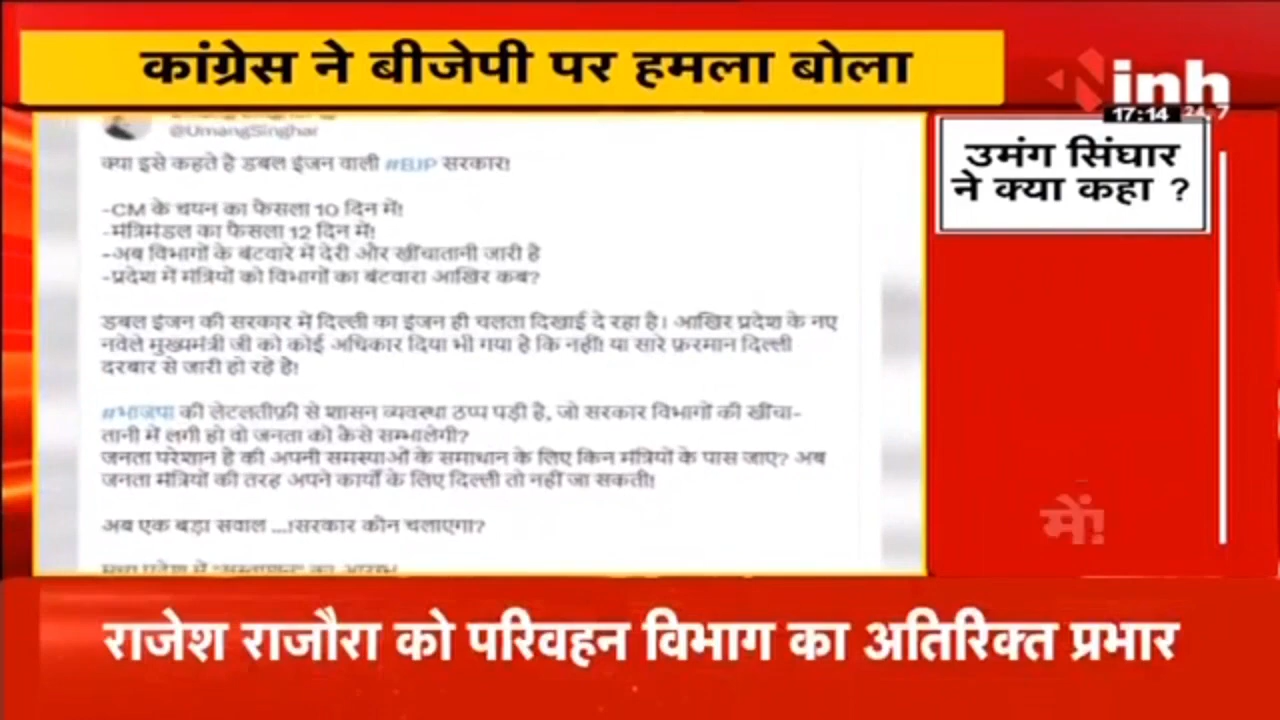 कांग्रेस ने बीजेपी पर हमला बोला
inh
24x7
17:14
उमंग सिंघार
ने क्या कहा ?
@UmangSinghar
क्या इसे कहते है डबल इंजन वाली #BJP सरकार!
-CM के चयन का फैसला 10 दिन में!
-मंत्रिमंडल का फैसला 12 दिन में!
-अब विभागों के बंटवारे में देरी और खींचातानी जारी है
-प्रदेश में मंत्रियों को विभागों का बंटवारा आखिर कब?
डबल इंजन की सरकार में दिल्ली का इंजन ही चलता दिखाई दे रहा है। आखिर प्रदेश के नए
नवेले मुख्यमंत्री जी को कोई अधिकार दिया भी गया है कि नहीं! या सारे फ़रमान दिल्ली
दरबार से जारी हो रहे है!
#भाजपा की लेटलतीफ़ी से शासन व्यवस्था ठप्प पड़ी है, जो सरकार विभागों की खींचा-
तानी में लगी हो वो जनता को कैसे सम्भालेगी?
जनता परेशान है की अपनी समस्याओं के समाधान के लिए किन मंत्रियों के पास जाए? अब
जनता मंत्रियों की तरह अपने कार्यों के लिए दिल्ली तो नहीं जा सकती!
अब एक बड़ा सवाल ...!सरकार कौन चलाएगा?
में!
राजेश राजौरा को परिवहन विभाग का अतिरिक्त प्रभार